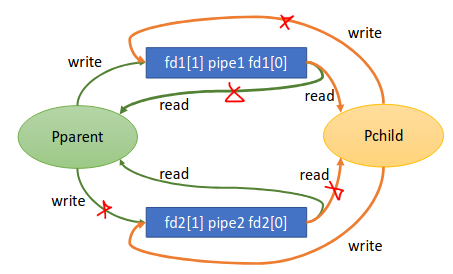 write
write
fd1[1] pipe1 fd1[0]
read
read
Pparent
Pchild
read
read
write
fd2[1] pipe2 fd2[0]
write